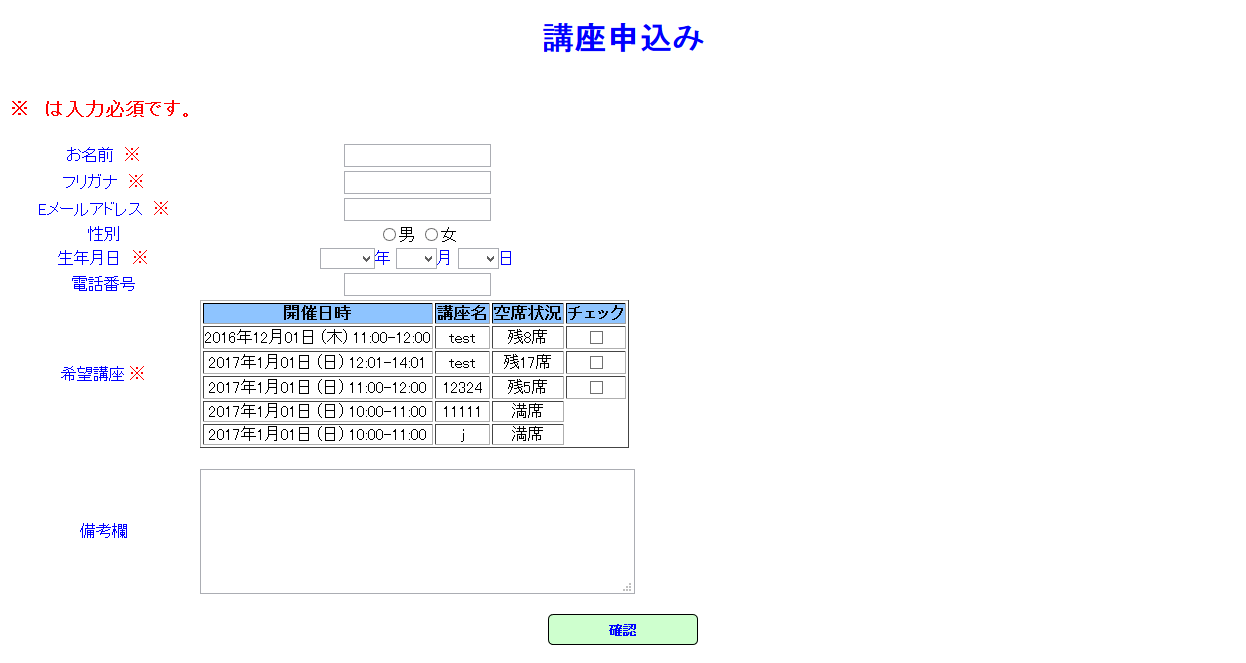 講座申込み
※　は入力必須です。
お名前 ※
フリガナ ※
Eメールアドレス ※
性別 男 女
生年月日 ※ 年 月 日
電話番号
開催日時 講座名 空席状況 チェック
2016年12月01日（木）11:00-12:00 test 残8席
2017年1月01日（日）12:01-14:01 test 残17席
希望講座 ※
2017年1月01日（日）11:00-12:00 12324 残5席
2017年1月01日（日）10:00-11:00 11111 満席
2017年1月01日（日）10:00-11:00 j 満席
備考欄
確認